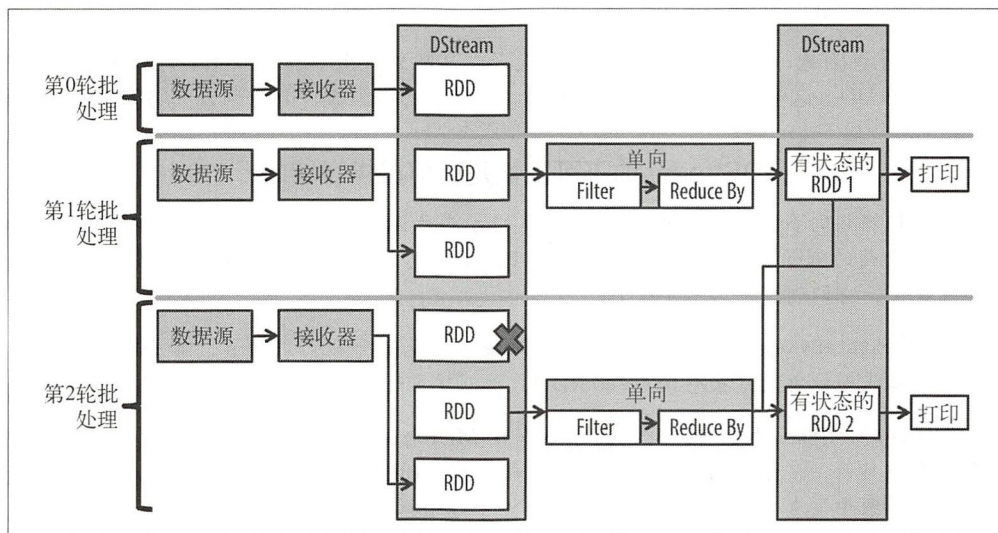 DStream
DStream
第0轮批
处理
数据源
接收器
RDD
第1轮批
处理
数据源
接收器
RDD
单向
Filter
Reduce By
有状态的
RDD 1
打印
RDD
第2轮批
处理
数据源
接收器
RDD
RDD
单向
Filter
Reduce By
有状态的
RDD 2
打印
RDD